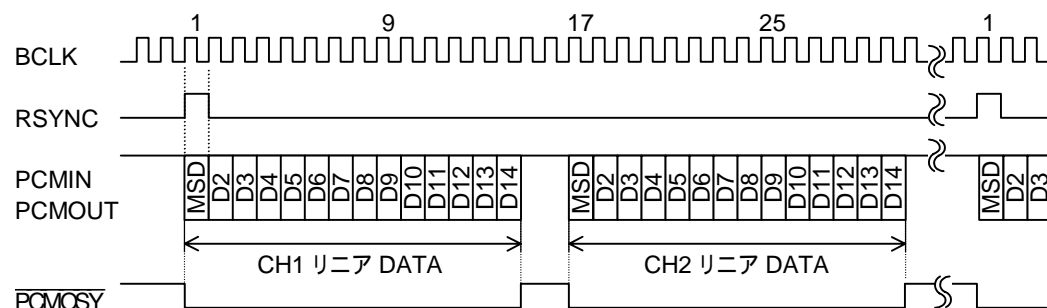 1 9 17 25 1
BCLK
RSYNC
PCMIN
PCMOUT
MSD D2 D3 D4 D5 D6 D7 D8 D9 D10 D11 D12 D13 D14 MSD D2 D3 D4 D5 D6 D7 D8 D9 D10 D11 D12 D13 D14 MSD D2 D3
CH1 リニア DATA CH2 リニア DATA
PCMOSY